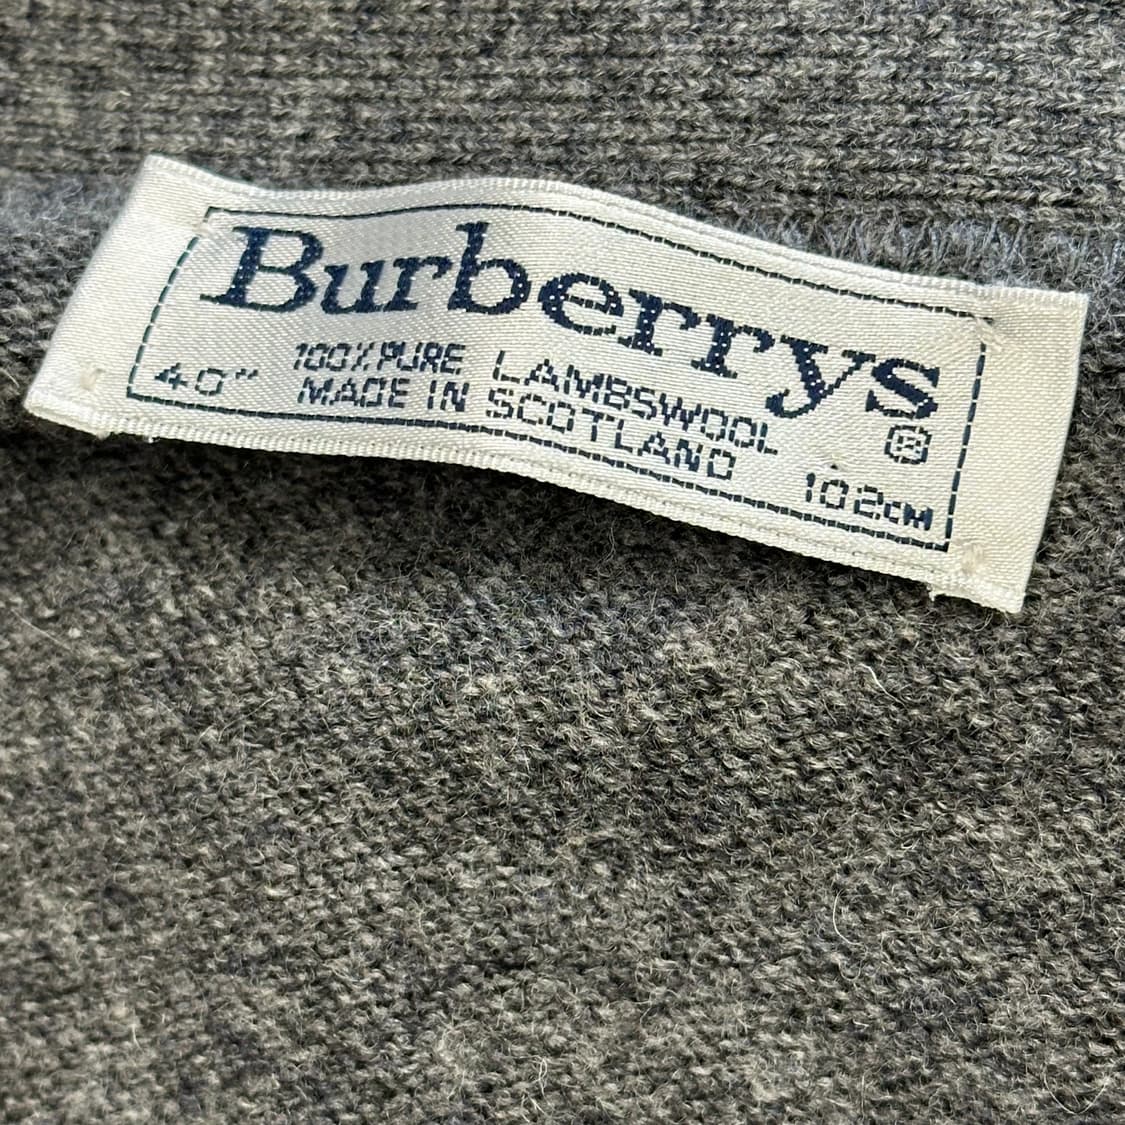 Burberrys ®
100% PURE LAMBSWOOL
40" MADE IN SCOTLAND 102CM